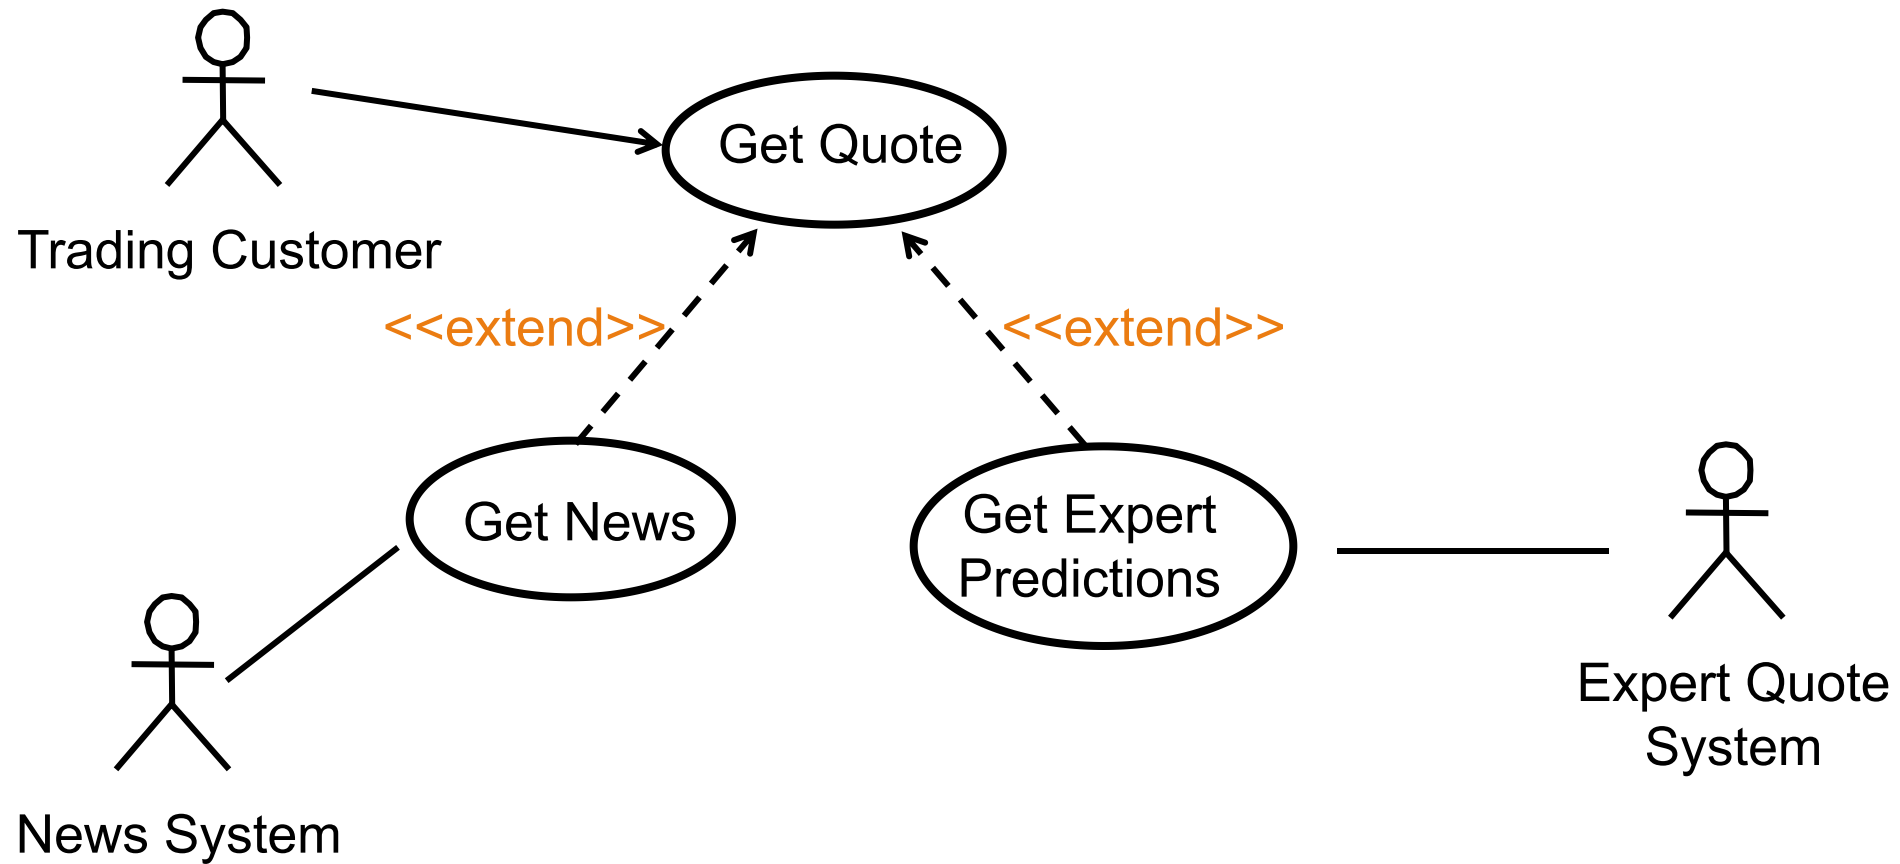 Get Quote
Trading Customer
<<extend>>
<<extend>>
Get News
Get Expert
Predictions
Expert Quote
System
News System